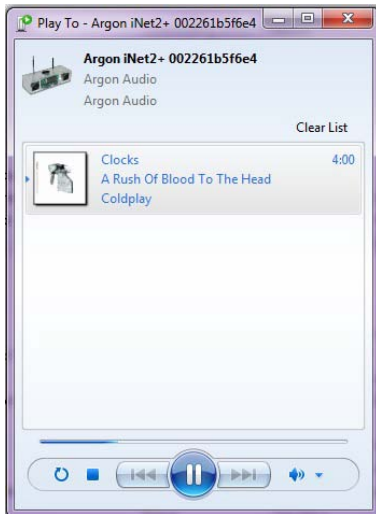 Play To - Argon iNet2+ 002261b5f6e4
Argon iNet2+ 002261b5f6e4
Argon Audio
Argon Audio
Clear List
Clocks 4:00
A Rush Of Blood To The Head
Coldplay